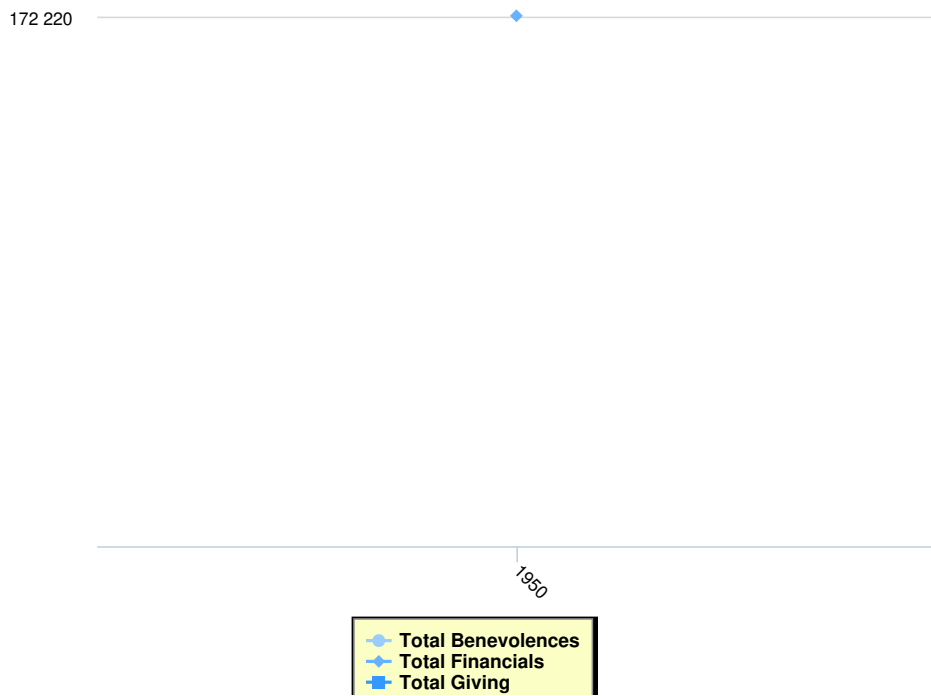 172 220
1950
Total Benevolences
Total Financials
Total Giving